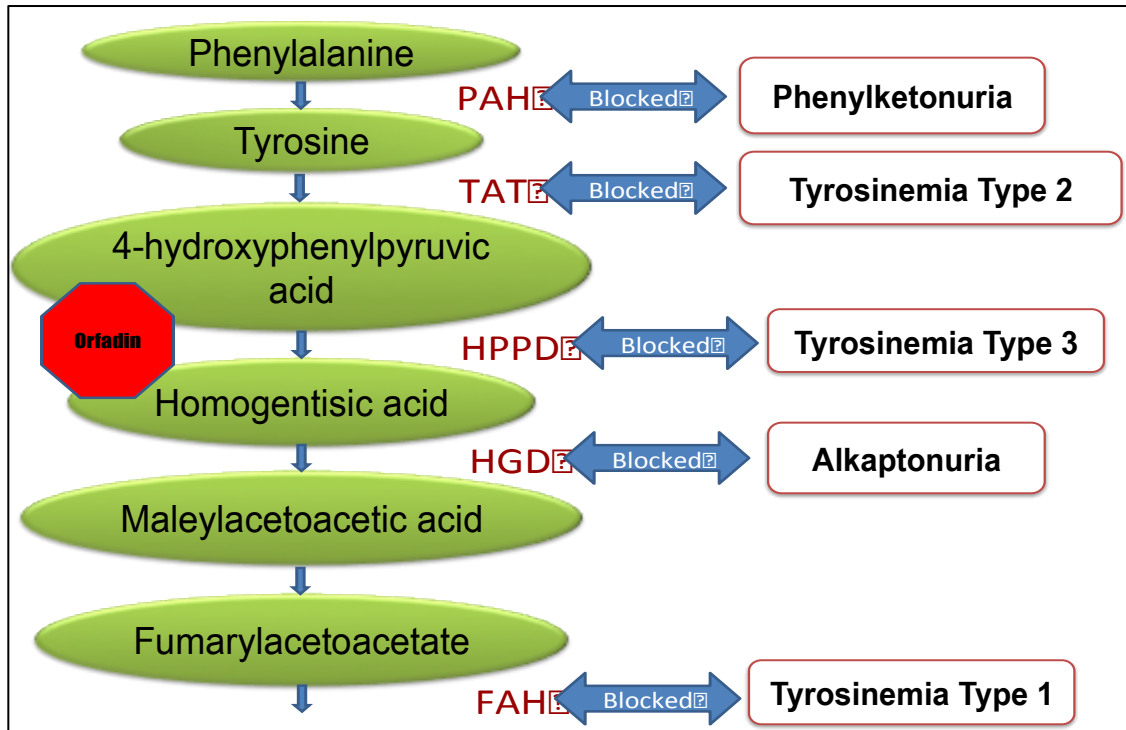 Phenylalanine
PAH
Blocked
Phenylketonuria
Tyrosine
TAT
Blocked
Tyrosinemia Type 2
4-hydroxyphenylpyruvic
acid
Orfadin
HPPD
Blocked
Tyrosinemia Type 3
Homogentisic acid
HGD
Blocked
Alkaptonuria
Maleylacetoacetic acid
Fumarylacetoacetate
FAH
Blocked
Tyrosinemia Type 1